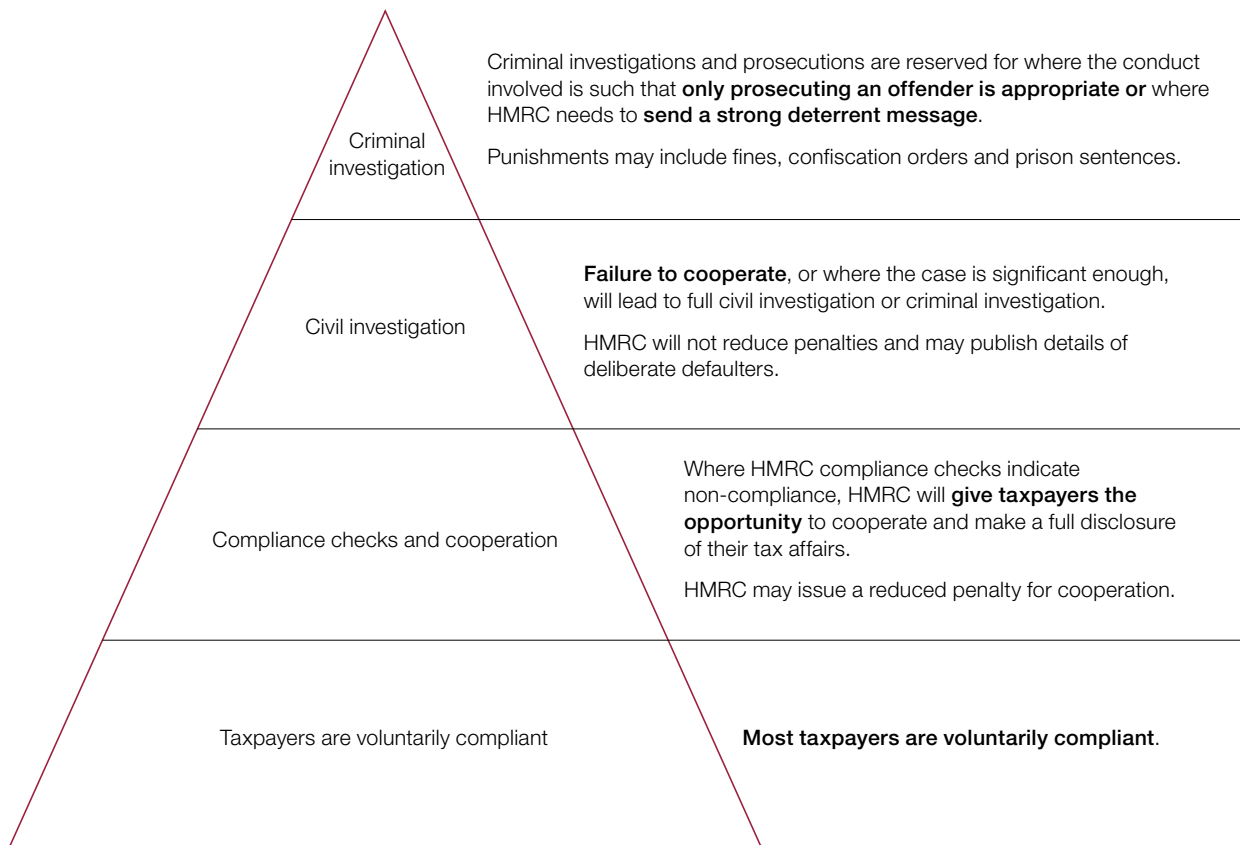 Criminal investigations and prosecutions are reserved for where the conduct
involved is such that only prosecuting an offender is appropriate or where
HMRC needs to send a strong deterrent message.
Punishments may include fines, confiscation orders and prison sentences.
Criminal
investigation
Failure to cooperate, or where the case is significant enough,
will lead to full civil investigation or criminal investigation.
HMRC will not reduce penalties and may publish details of
deliberate defaulters.
Civil investigation
Where HMRC compliance checks indicate
non-compliance, HMRC will give taxpayers the
opportunity to cooperate and make a full disclosure
of their tax affairs.
HMRC may issue a reduced penalty for cooperation.
Compliance checks and cooperation
Taxpayers are voluntarily compliant
Most taxpayers are voluntarily compliant.